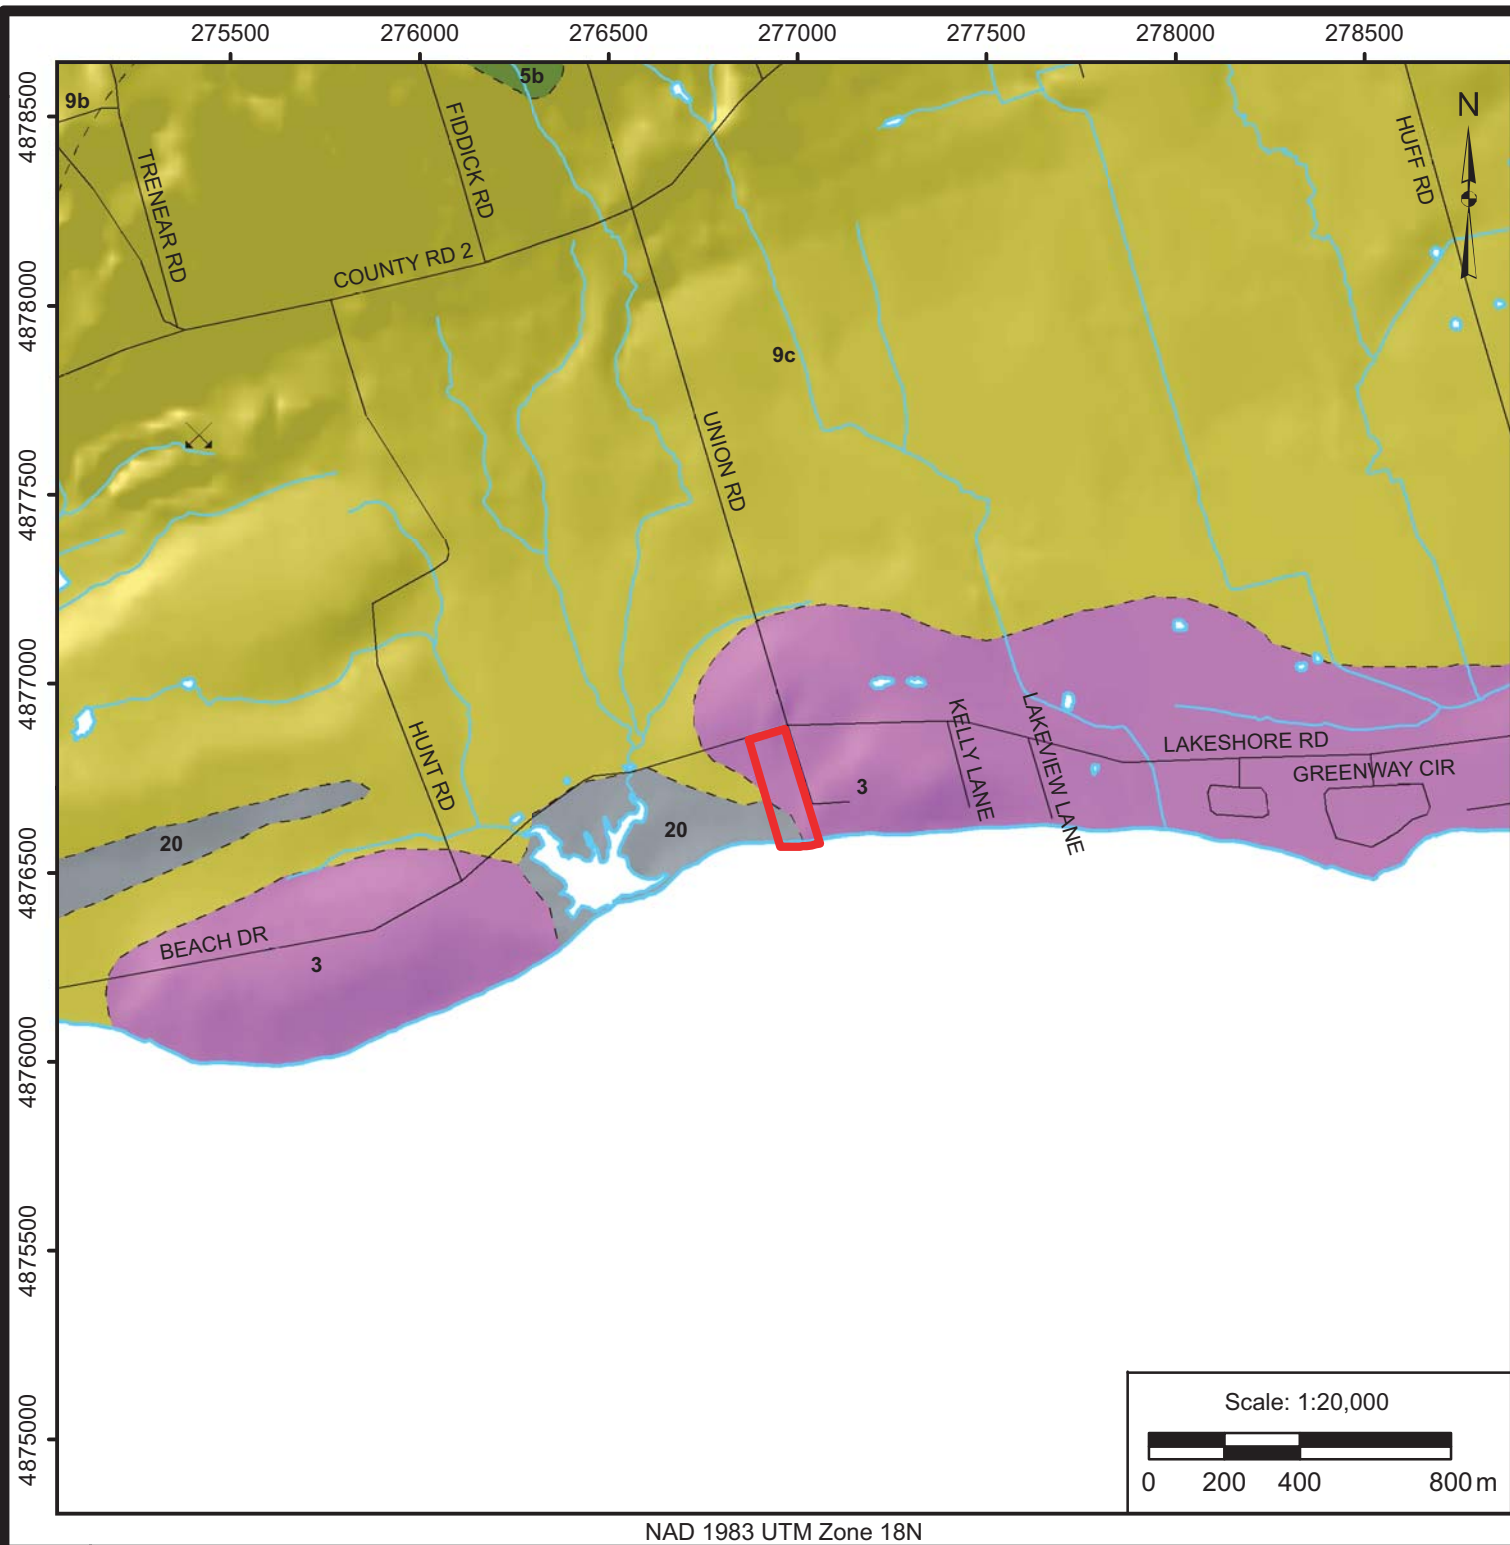 275500 276000 276500 277000 277500 278000 278500
4878500
4878000
4877500
4877000
4876500
4876000
4875500
4875000
9b
5b
N
TRENEAR RD
FIDDICK RD
HUFF RD
COUNTY RD 2
9c
UNION RD
HUNT RD
KELLY LANE
LAKEVIEW LANE
LAKESHORE RD
GREENWAY CIR
3
20
20
BEACH DR
3
Scale: 1:20,000
0 200 400 800 m
NAD 1983 UTM Zone 18N